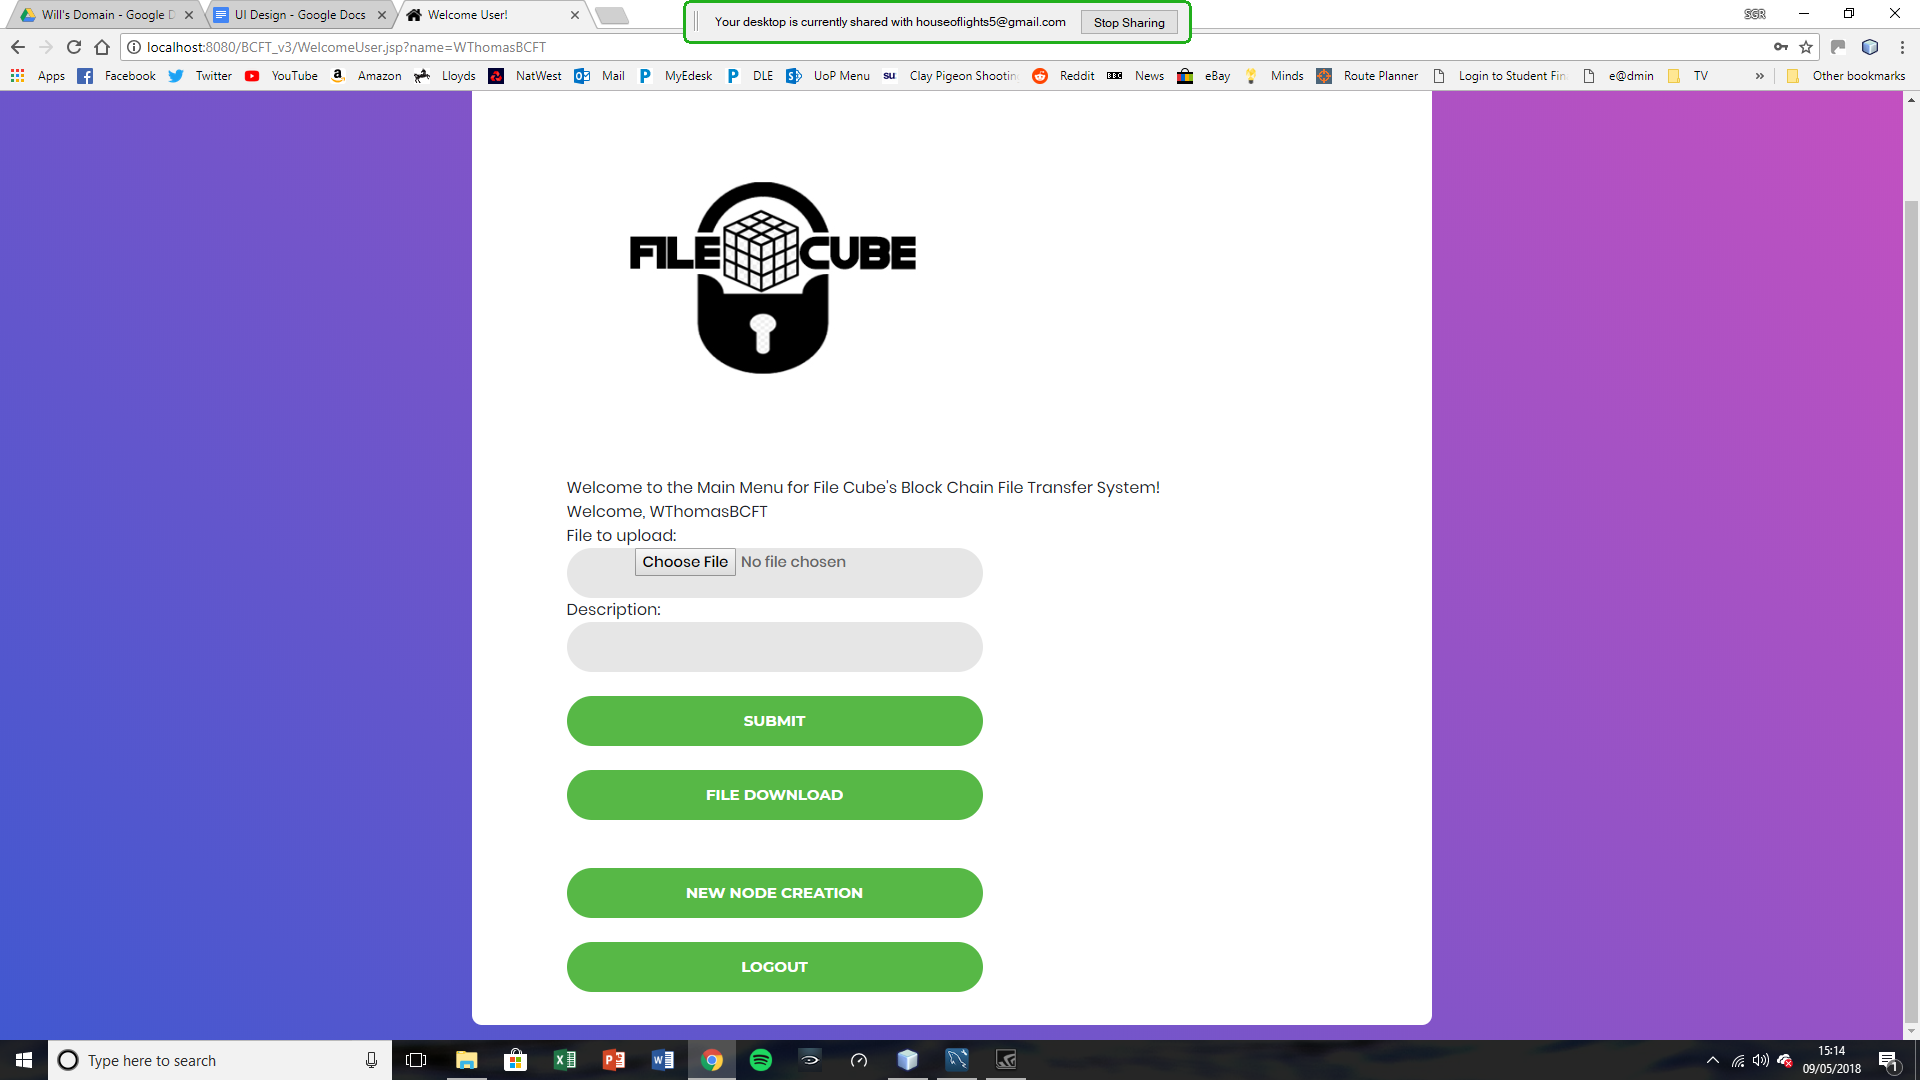 Will's Domain - Google D
UI Design - Google Docs
Welcome User!
Your desktop is currently shared with houseoflights5@gmail.com
Stop Sharing
SGR
localhost:8080/BCFT_v3/WelcomeUser.jsp?name=WThomasBCFT
Apps Facebook Twitter YouTube Amazon Lloyds NatWest Mail MyEdesk DLE UoP Menu Clay Pigeon Shootin Reddit BBC News eBay Minds Route Planner Login to Student Fin e@dmin TV » Other bookmarks
FILE CUBE
Welcome to the Main Menu for File Cube's Block Chain File Transfer System!
Welcome, WThomasBCFT
File to upload:
Choose File No file chosen
Description:
SUBMIT
FILE DOWNLOAD
NEW NODE CREATION
LOGOUT
Type here to search
15:14
09/05/2018
1